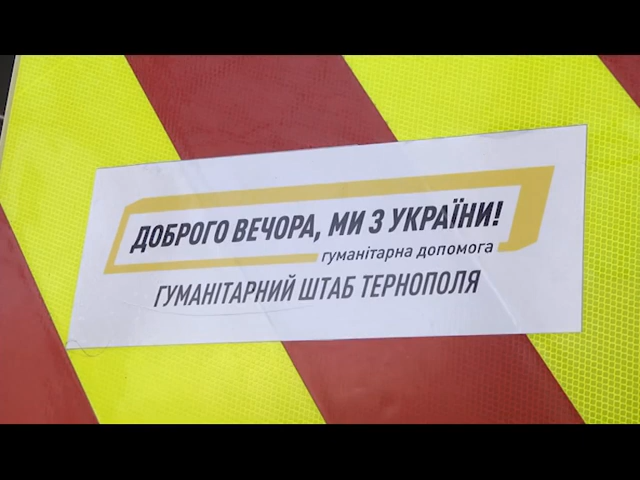 ДОБРОГО ВЕЧОРА, МИ З УКРАЇНИ!
гуманітарна допомога
ГУМАНІТАРНИЙ ШТАБ ТЕРНОПОЛЯ